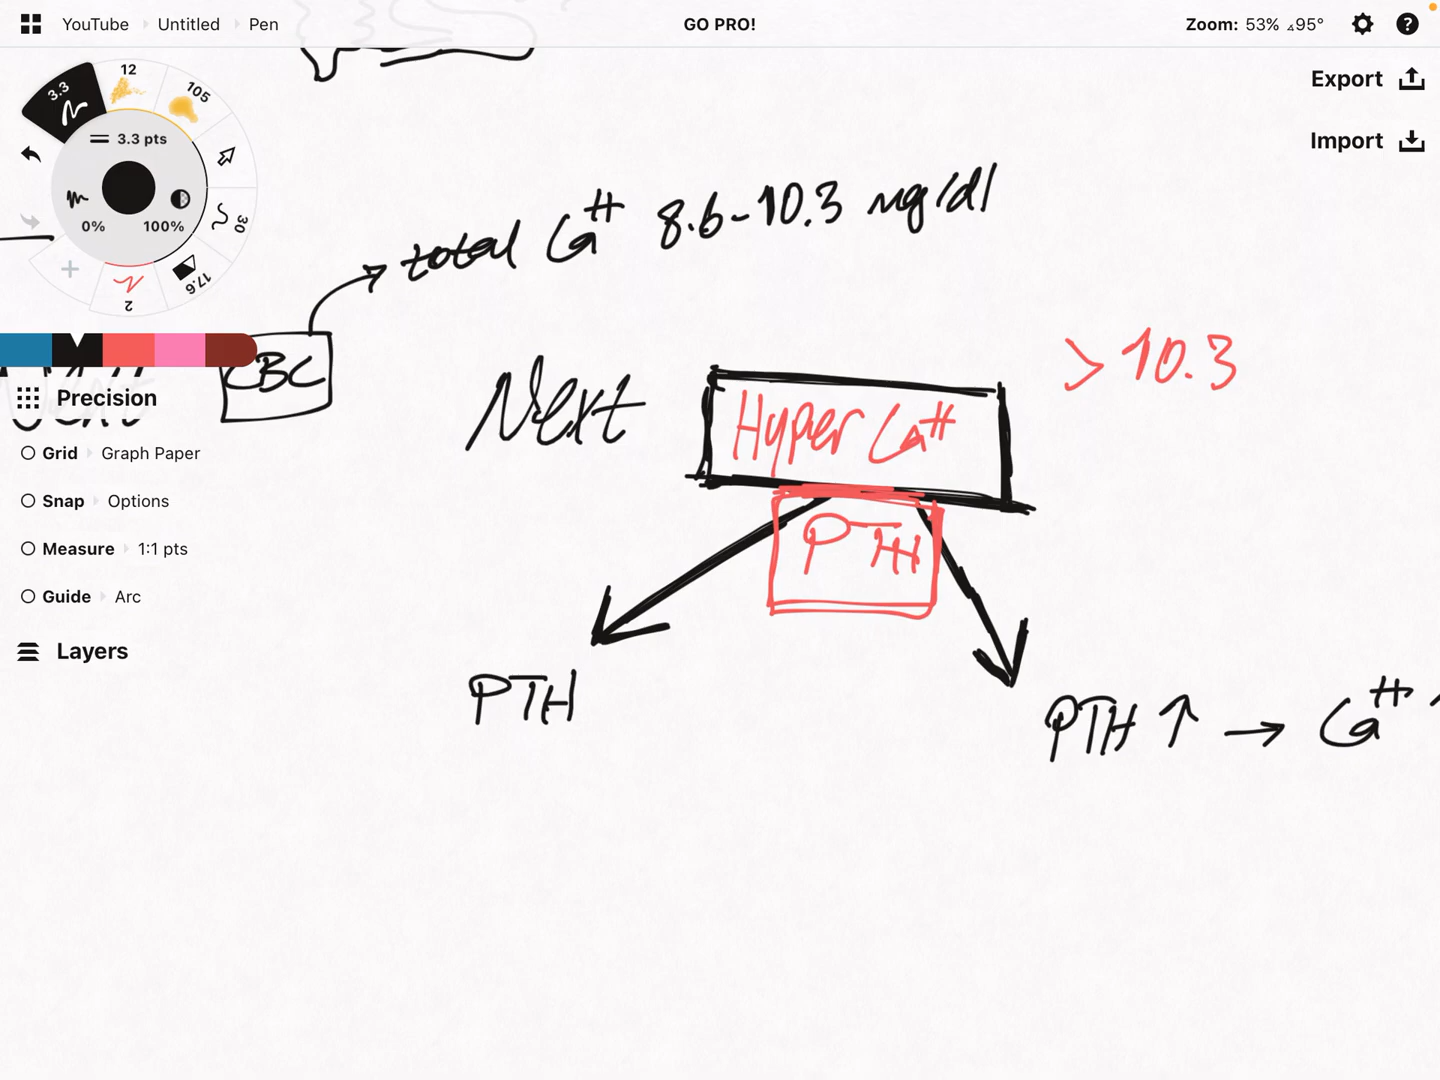 YouTube Untitled Pen
GO PRO!
Zoom: 53% ⦟95°
Export
Import
12
3.3
105
3.3 pts
0% 100%
30
17.6
2
total Ca++ 8.6-10.3 mg/dl
CBC
Next
Hyper Ca++
> 10.3
PTH
PTH
PTH ↑ → Ca++
Precision
Grid Graph Paper
Snap Options
Measure 1:1 pts
Guide Arc
Layers